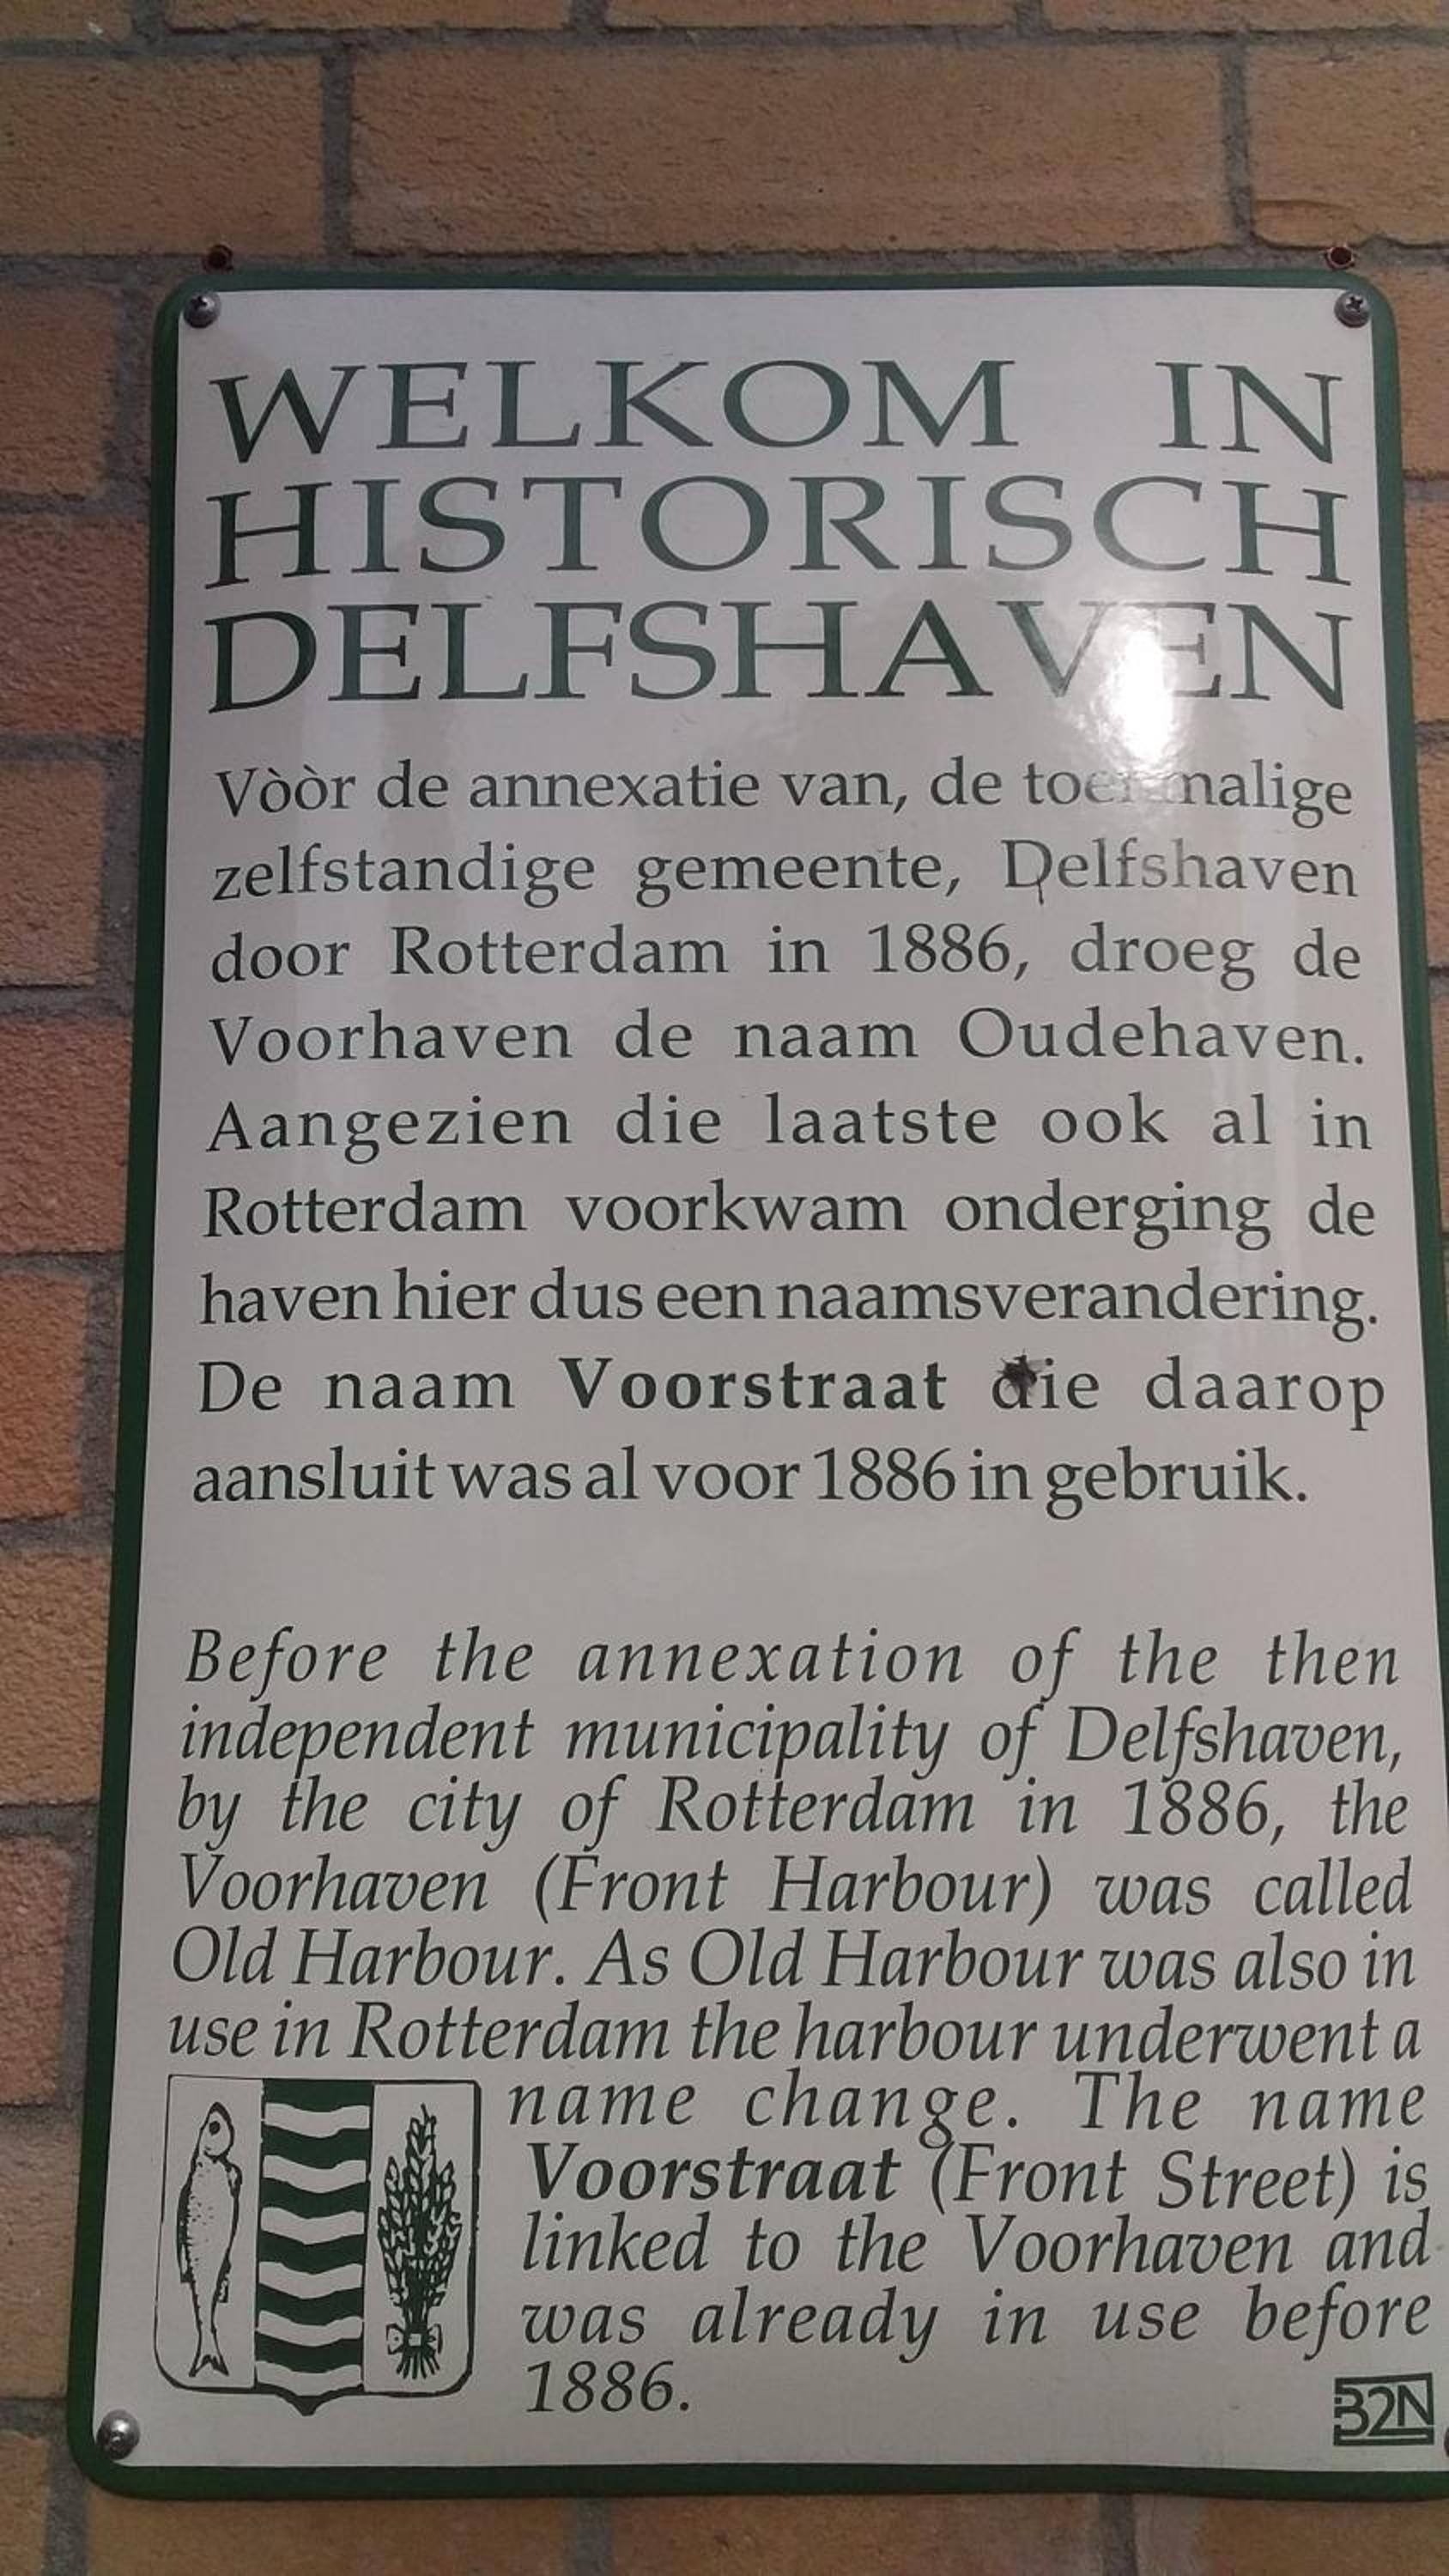 WELKOM IN
HISTORISCH
DELFSHAVEN
Vòòr de annexatie van, de toenmalige
zelfstandige gemeente, Delfshaven
door Rotterdam in 1886, droeg de
Voorhaven de naam Oudehaven.
Aangezien die laatste ook al in
Rotterdam voorkwam onderging de
haven hier dus een naamsverandering.
De naam Voorstraat die daarop
aansluit was al voor 1886 in gebruik.
Before the annexation of the then
independent municipality of Delfshaven,
by the city of Rotterdam in 1886, the
Voorhaven (Front Harbour) was called
Old Harbour. As Old Harbour was also in
use in Rotterdam the harbour underwent a
name change. The name
Voorstraat (Front Street) is
linked to the Voorhaven and
was already in use before
1886.
B2N